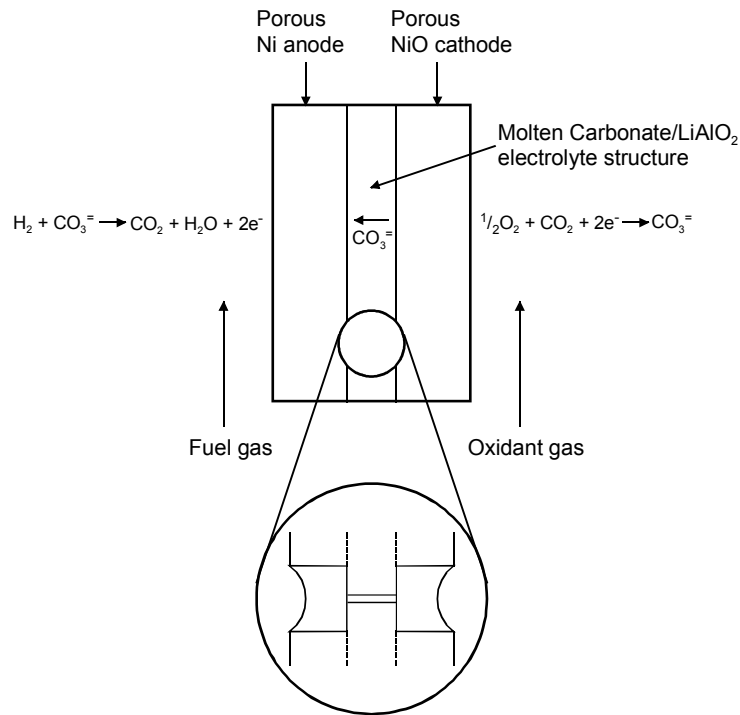 Porous
Ni anode
Porous
NiO cathode
Molten Carbonate/LiAlO₂
electrolyte structure
H₂ + CO₃⁼ → CO₂ + H₂O + 2e⁻
CO₃⁼
¹/₂O₂ + CO₂ + 2e⁻ → CO₃⁼
Fuel gas
Oxidant gas